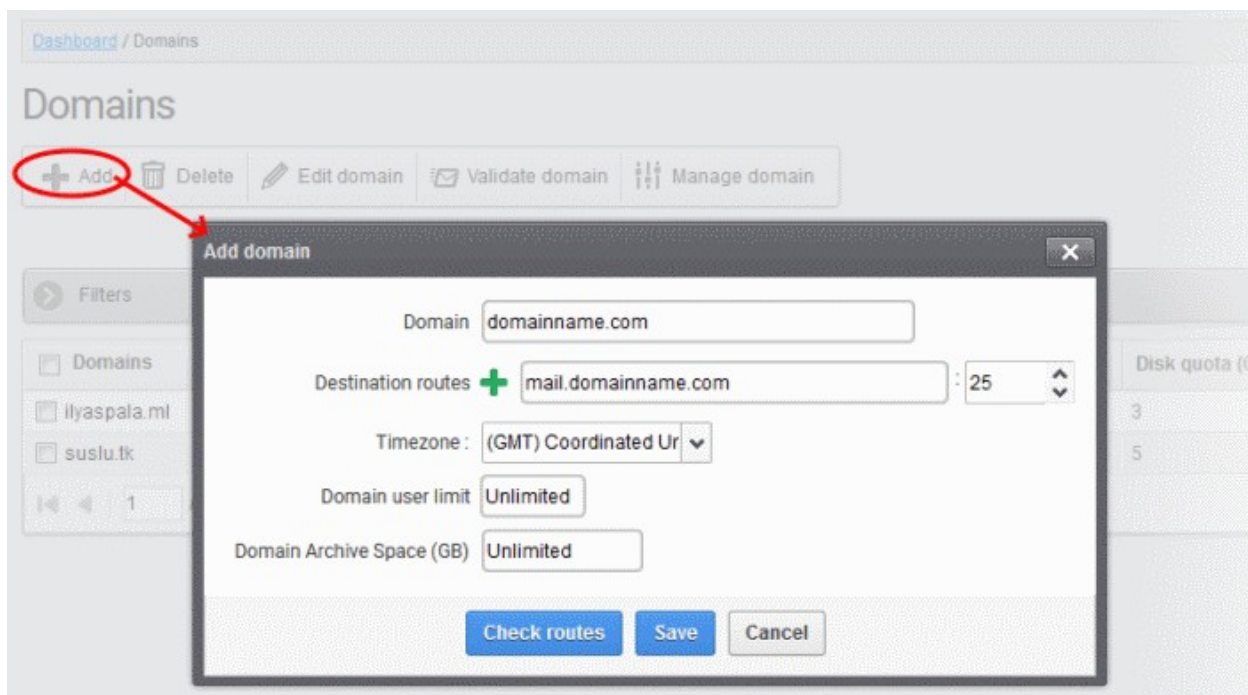 Dashboard / Domains
Domains
Add Delete Edit domain Validate domain Manage domain
Add domain
Filters
Domain domainname.com
Domains
Disk quota (
Destination routes mail.domainname.com : 25
ilyaspala.ml
3
Timezone : (GMT) Coordinated Ur
suslu.tk
5
Domain user limit Unlimited
1
Domain Archive Space (GB) Unlimited
Check routes Save Cancel